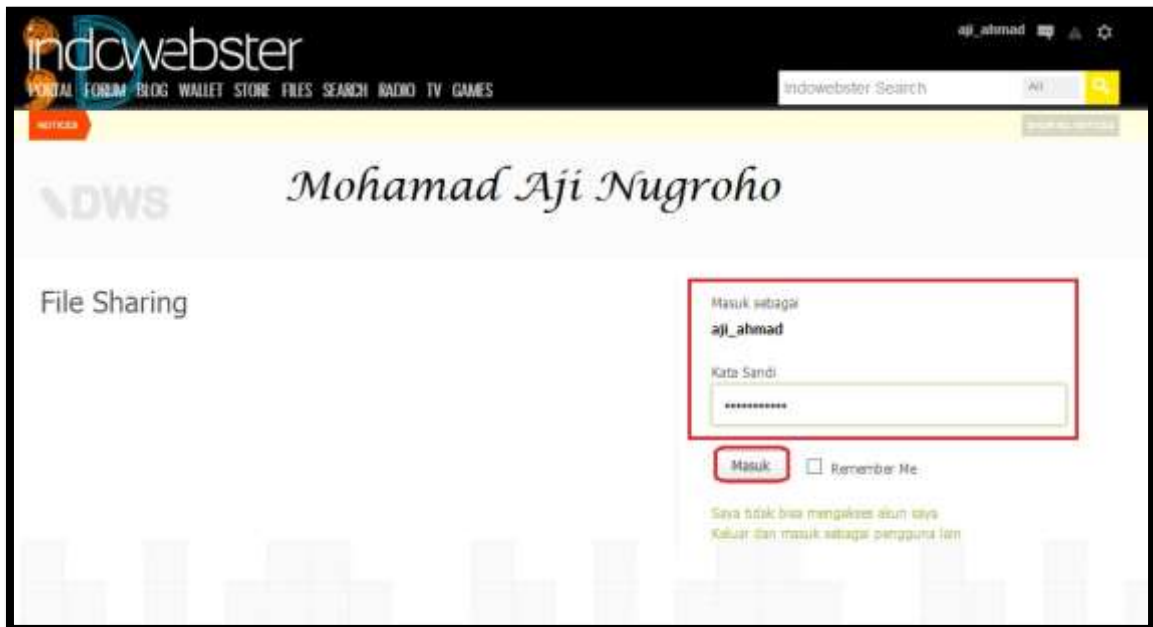 aji_ahmad
indowebster
PORTAL FORUM BLOG WALLET STORE FILES SEARCH RADIO TV GAMES
Indowebster Search All
NOTICES
IDWS
Mohamad Aji Nugroho
File Sharing
Masuk sebagai
aji_ahmad
Kata Sandi
•••••••••••
Masuk Remember Me
Saya tidak bisa mengakses akun saya
Keluar dan masuk sebagai pengguna lain